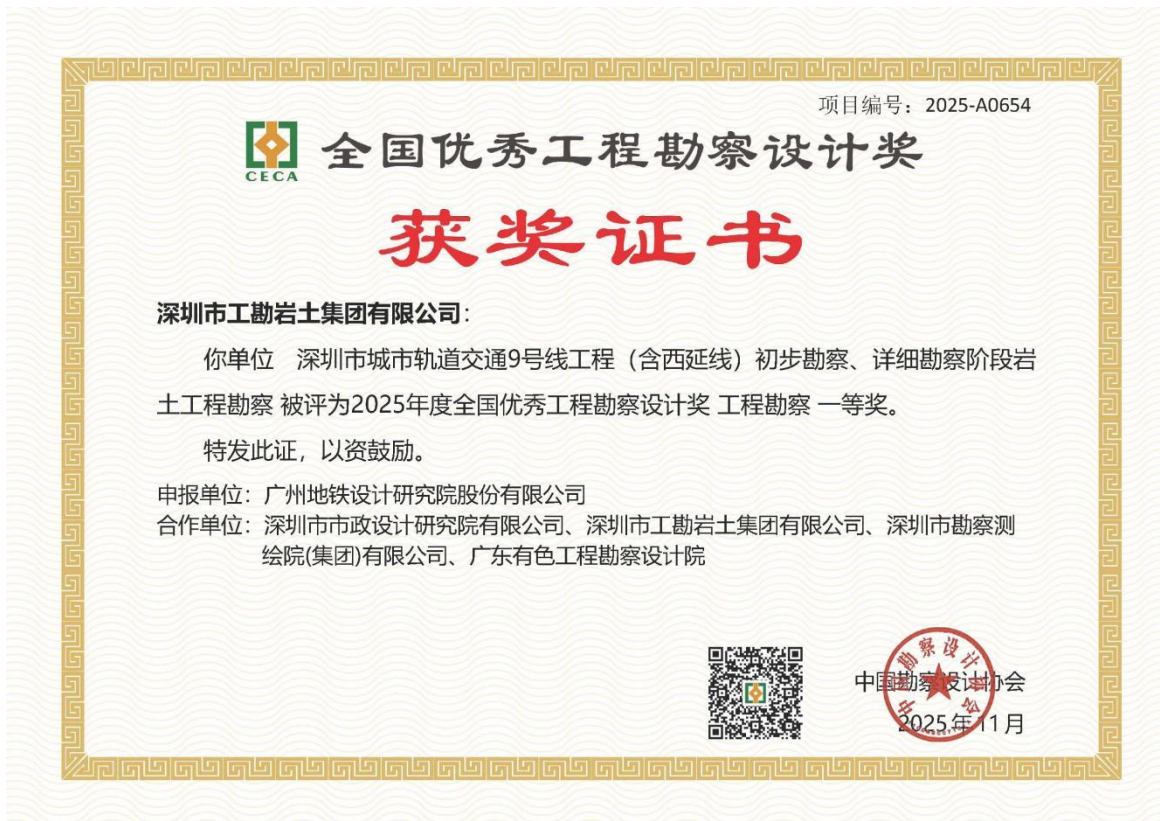 项目编号：2025-A0654
CECA
全国优秀工程勘察设计奖
获奖证书
深圳市工勘岩土集团有限公司：
你单位 深圳市城市轨道交通9号线工程（含西延线）初步勘察、详细勘察阶段岩
土工程勘察 被评为2025年度全国优秀工程勘察设计奖 工程勘察 一等奖。
特发此证，以资鼓励。
申报单位：广州地铁设计研究院股份有限公司
合作单位：深圳市市政设计研究院有限公司、深圳市工勘岩土集团有限公司、深圳市勘察测
绘院(集团)有限公司、广东有色工程勘察设计院
中国勘察设计协会
中国勘察设计协会
2025年11月